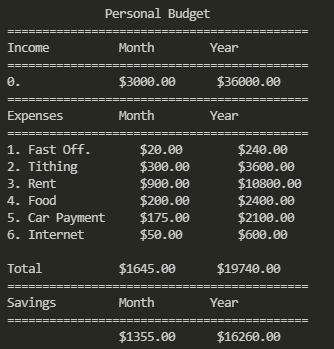 Personal Budget
===========================================
Income Month Year
===========================================
0. $3000.00 $36000.00
===========================================
Expenses Month Year
===========================================
1. Fast Off. $20.00 $240.00
2. Tithing $300.00 $3600.00
3. Rent $900.00 $10800.00
4. Food $200.00 $2400.00
5. Car Payment $175.00 $2100.00
6. Internet $50.00 $600.00
Total $1645.00 $19740.00
===========================================
Savings Month Year
===========================================
$1355.00 $16260.00